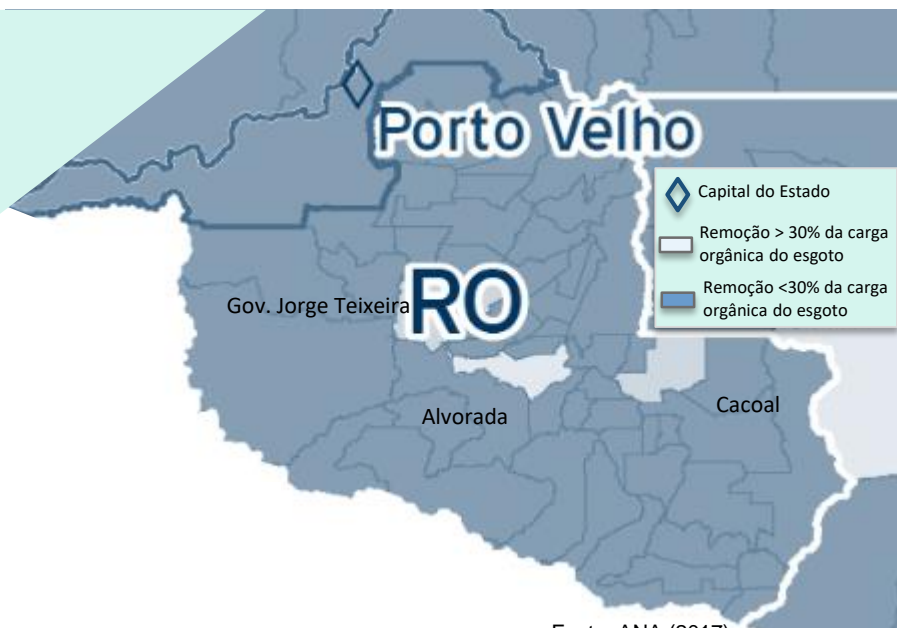 Porto Velho
Capital do Estado
Remoção > 30% da carga
orgânica do esgoto
Remoção <30% da carga
orgânica do esgoto
Gov. Jorge Teixeira
RO
Alvorada
Cacoal